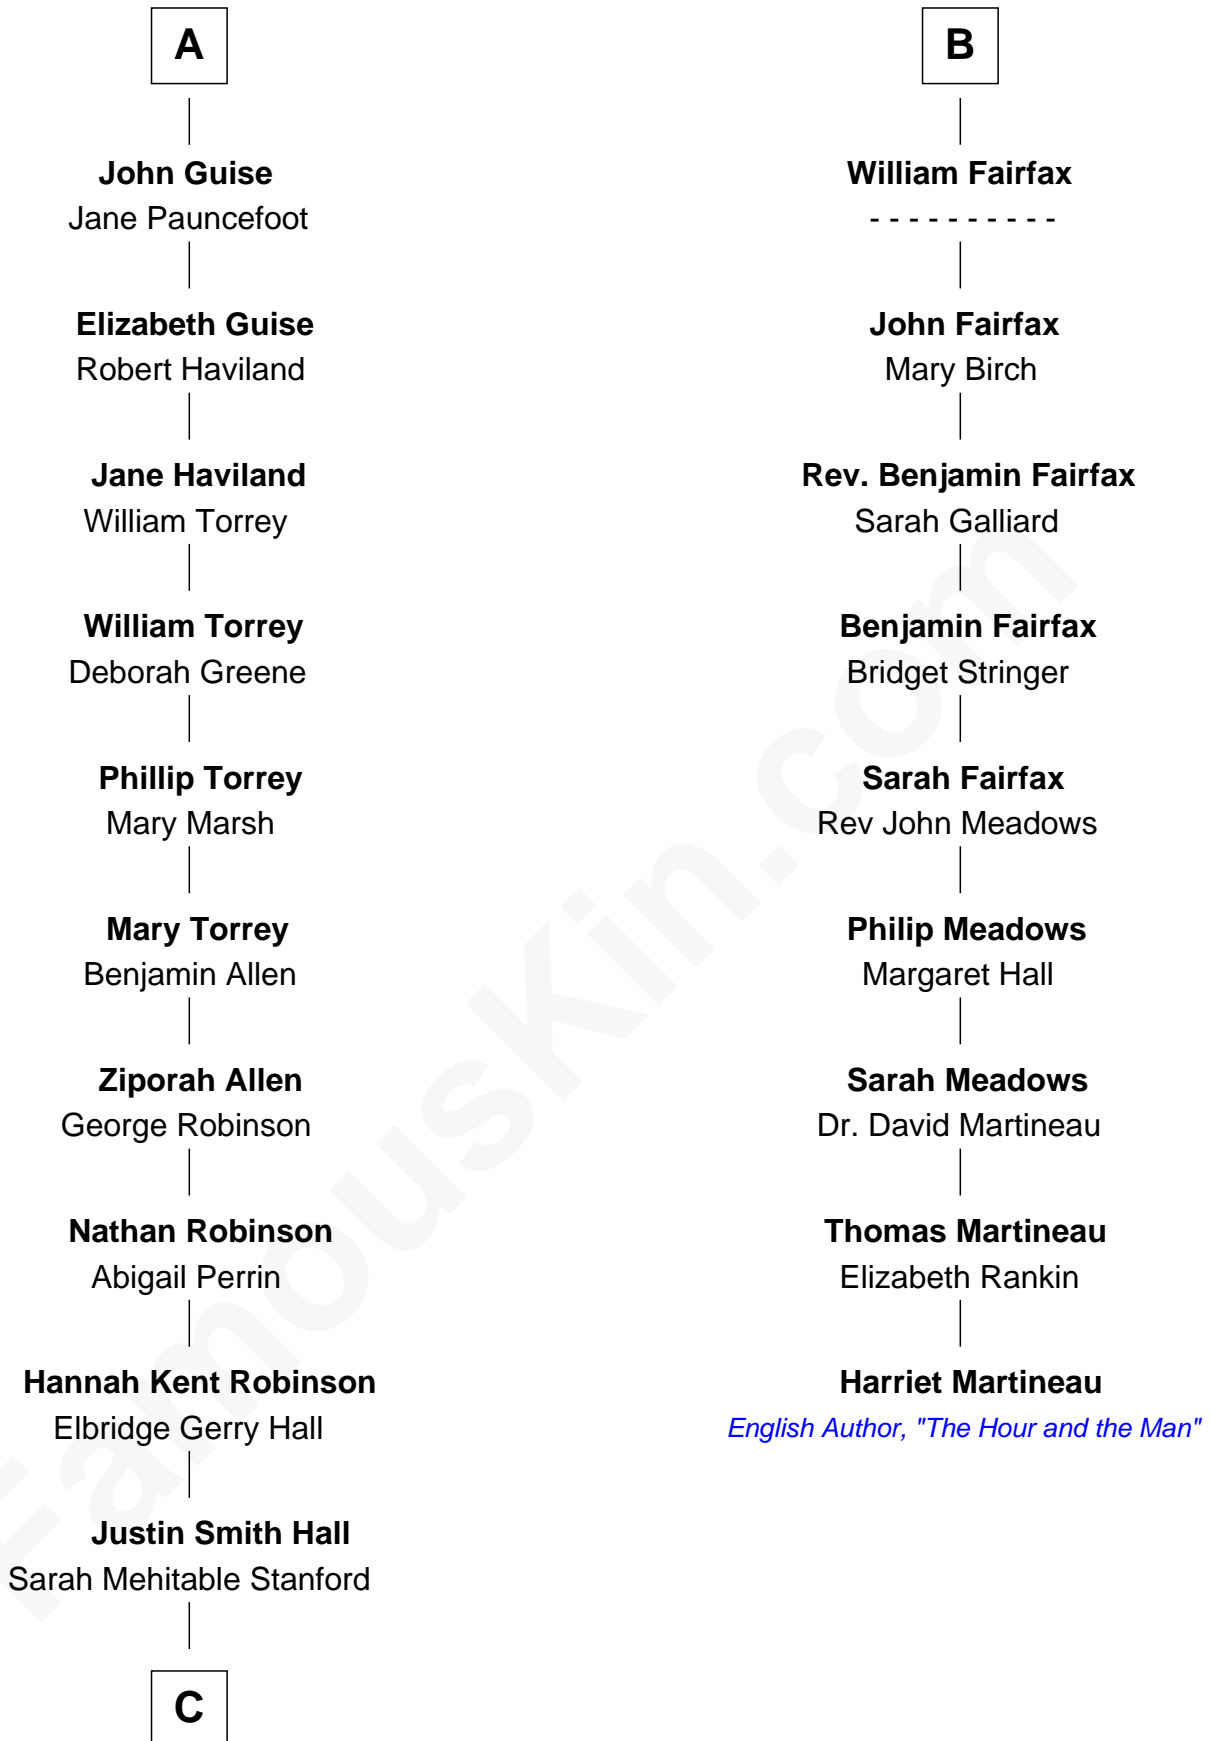 A
John Guise
Jane Pauncefoot
Elizabeth Guise
Robert Haviland
Jane Haviland
William Torrey
William Torrey
Deborah Greene
Phillip Torrey
Mary Marsh
Mary Torrey
Benjamin Allen
Ziporah Allen
George Robinson
Nathan Robinson
Abigail Perrin
Hannah Kent Robinson
Elbridge Gerry Hall
Justin Smith Hall
Sarah Mehitable Stanford
C
B
William Fairfax
- - - - - - - - - -
John Fairfax
Mary Birch
Rev. Benjamin Fairfax
Sarah Galliard
Benjamin Fairfax
Bridget Stringer
Sarah Fairfax
Rev John Meadows
Philip Meadows
Margaret Hall
Sarah Meadows
Dr. David Martineau
Thomas Martineau
Elizabeth Rankin
Harriet Martineau
English Author, "The Hour and the Man"
FamousKin.com